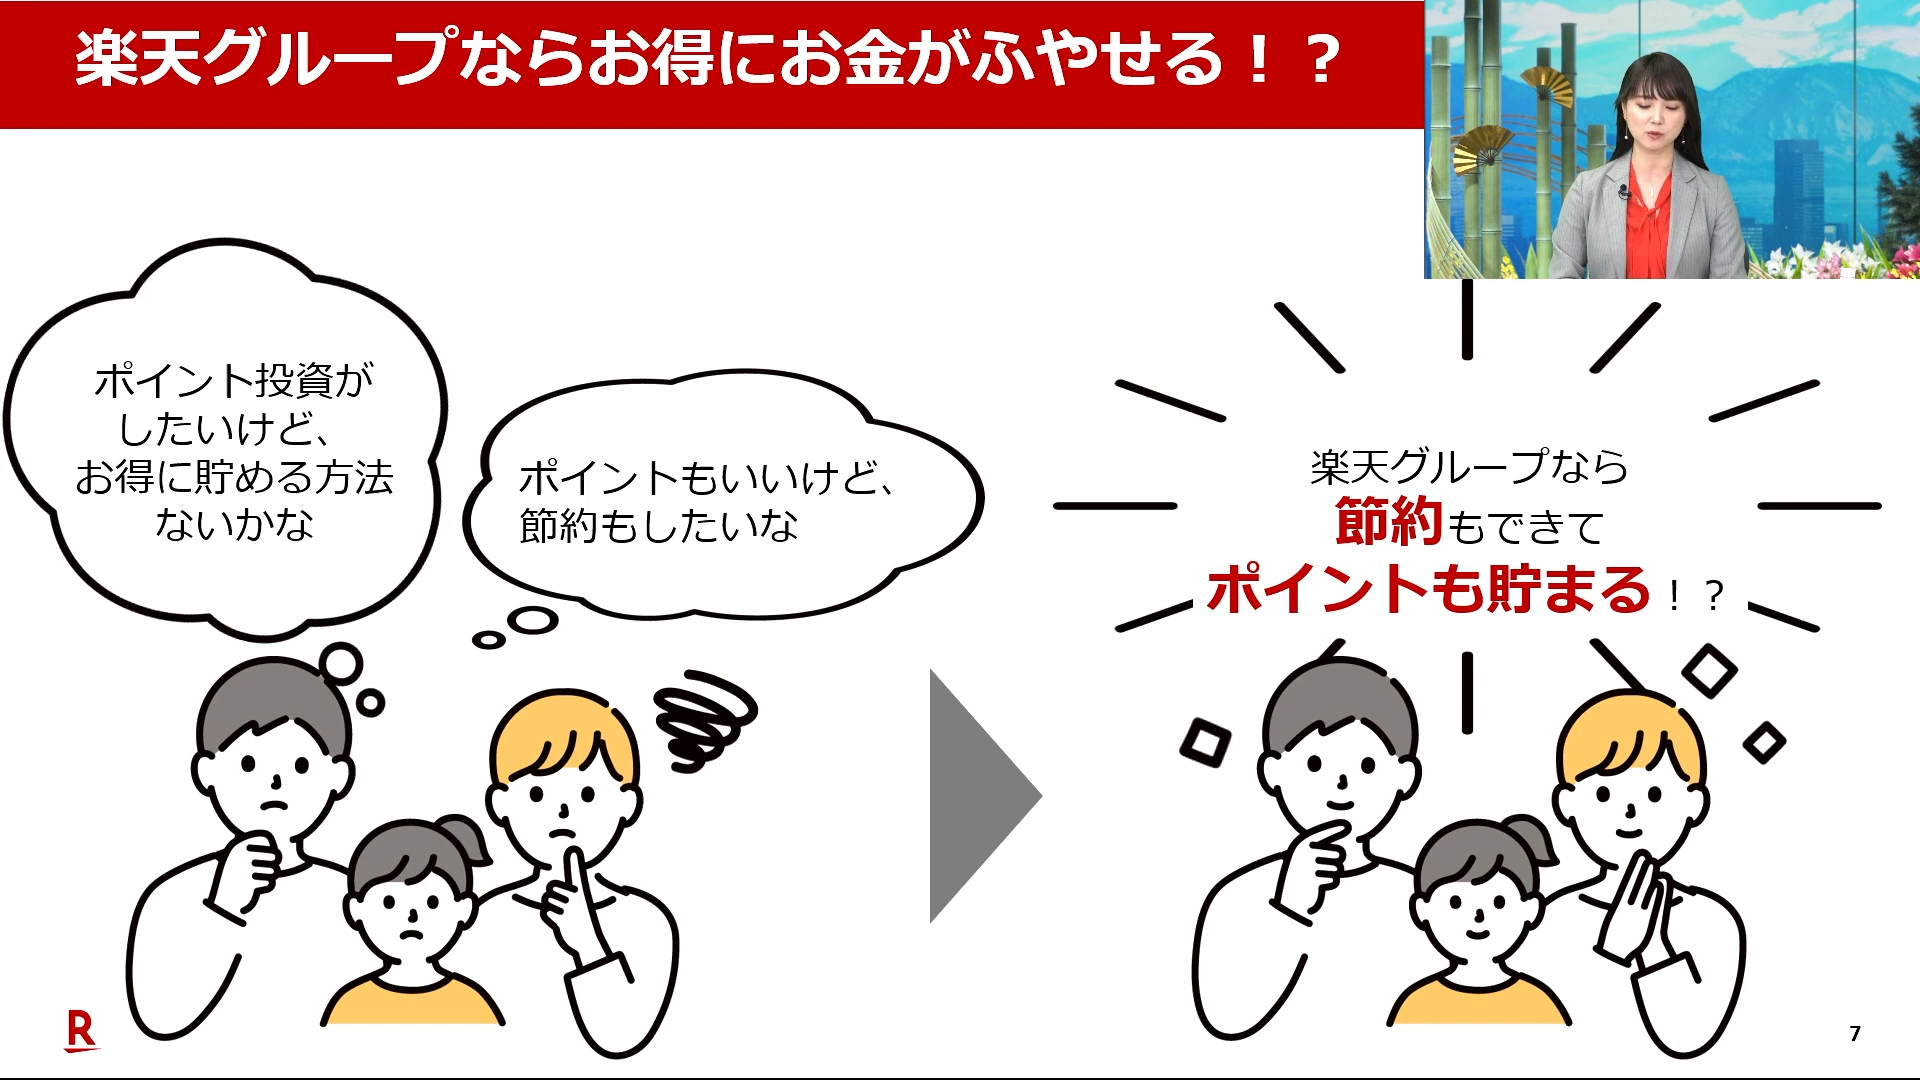 楽天グループならお得にお金がふやせる！？
ポイント投資が
したいけど、
お得に貯める方法
ないかな
ポイントもいいけど、
節約もしたいな
楽天グループなら
節約もできて
ポイントも貯まる！？
R
7